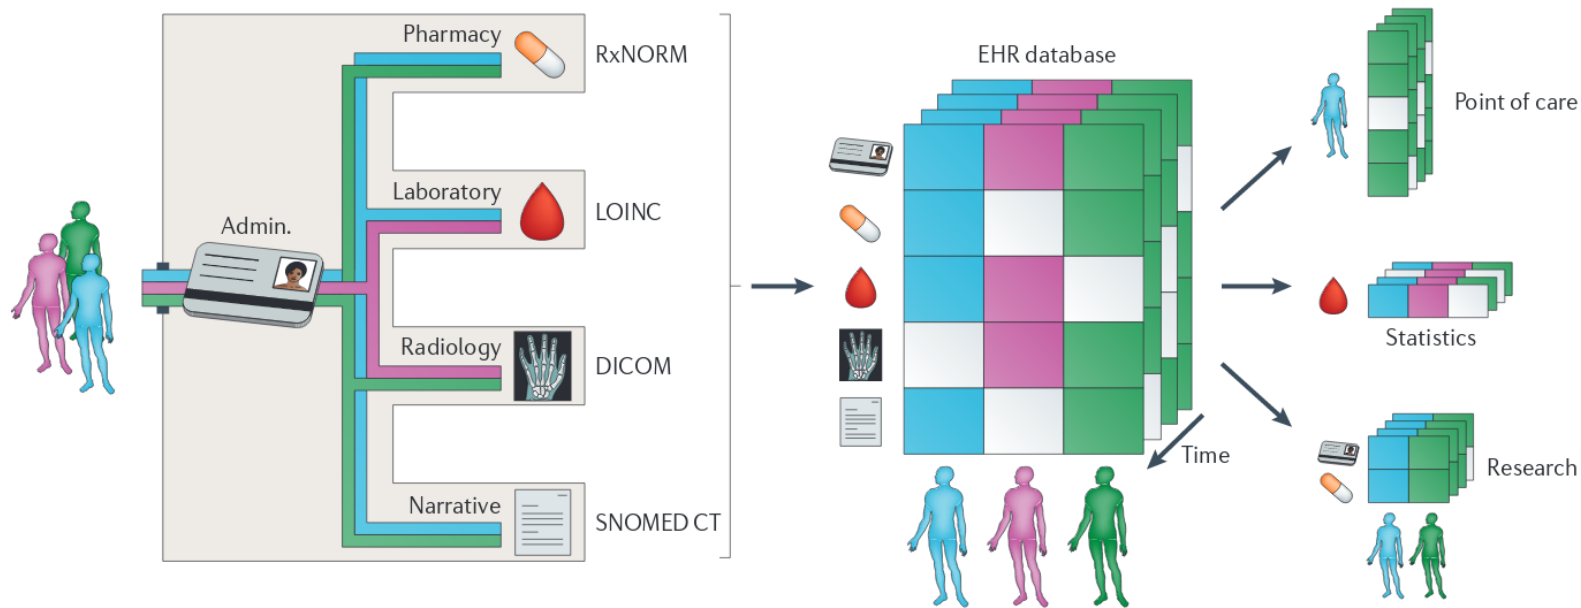 Pharmacy
RxNORM
Laboratory
LOINC
Admin.
Radiology
DICOM
Narrative
SNOMED CT
EHR database
Time
Point of care
Statistics
Research